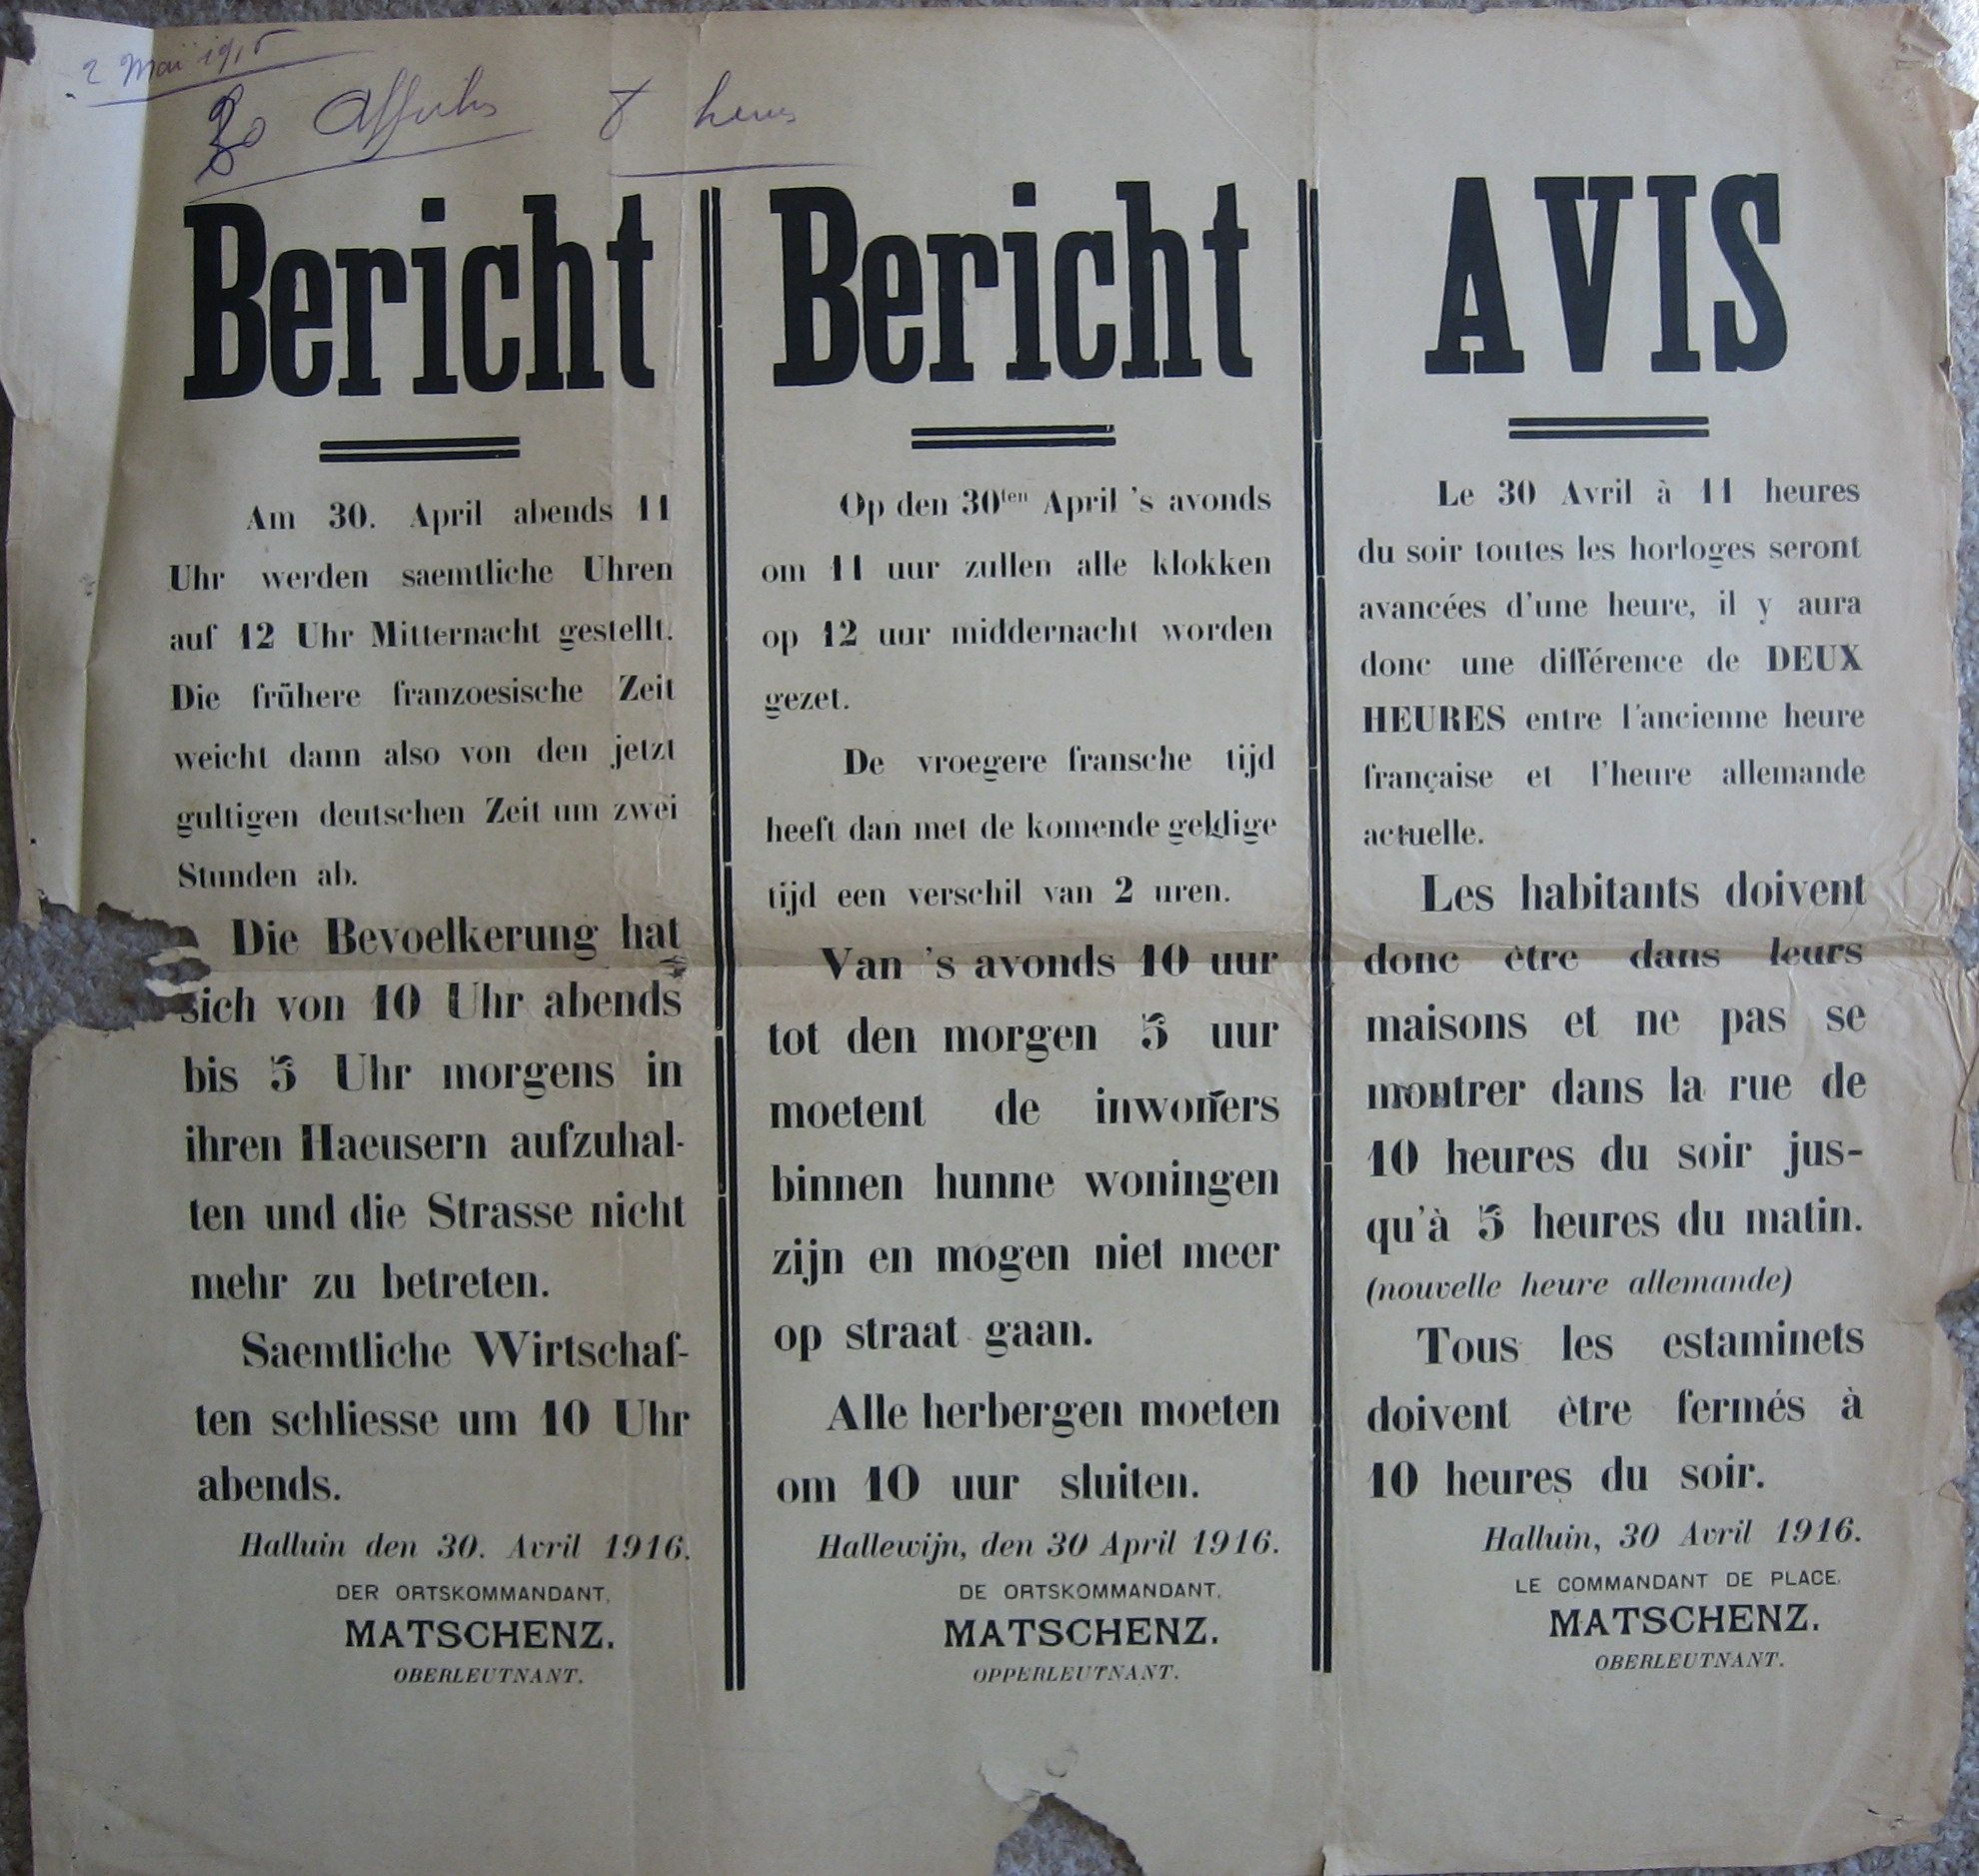 2 Mai 191
Affiches 8 heures
Bericht
Am 30. April abends 11
Uhr werden saemtliche Uhren
auf 12 Uhr Mitternacht gestellt.
Die frühere franzoesische Zeit
weicht dann also von den jetzt
gultigen deutschen Zeit um zwei
Stunden ab.
Die Bevoelkerung hat
sich von 10 Uhr abends
bis 5 Uhr morgens in
ihren Haeusern aufzuhal-
ten und die Strasse nicht
mehr zu betreten.
Saemtliche Wirtschaf-
ten schliesse um 10 Uhr
abends.
Halluin den 30. Avril 1916.
DER ORTSKOMMANDANT,
MATSCHENZ.
OBERLEUTNANT.
Bericht
Op den 30ten April 's avonds
om 11 uur zullen alle klokken
op 12 uur middernacht worden
gezet.
De vroegere fransche tijd
heeft dan met de komende geldige
tijd een verschil van 2 uren.
Van 's avonds 10 uur
tot den morgen 5 uur
moetent de inwoners
binnen hunne woningen
zijn en mogen niet meer
op straat gaan.
Alle herbergen moeten
om 10 uur sluiten.
Hallewijn, den 30 April 1916.
DE ORTSKOMMANDANT,
MATSCHENZ.
OPPERLEUTNANT.
AVIS
Le 30 Avril à 11 heures
du soir toutes les horloges seront
avancées d'une heure, il y aura
donc une différence de DEUX
HEURES entre l'ancienne heure
française et l'heure allemande
actuelle.
Les habitants doivent
donc être dans leurs
maisons et ne pas se
montrer dans la rue de
10 heures du soir jus-
qu'à 5 heures du matin.
(nouvelle heure allemande)
Tous les estaminets
doivent être fermés à
10 heures du soir.
Halluin, 30 Avril 1916.
LE COMMANDANT DE PLACE,
MATSCHENZ.
OBERLEUTNANT.